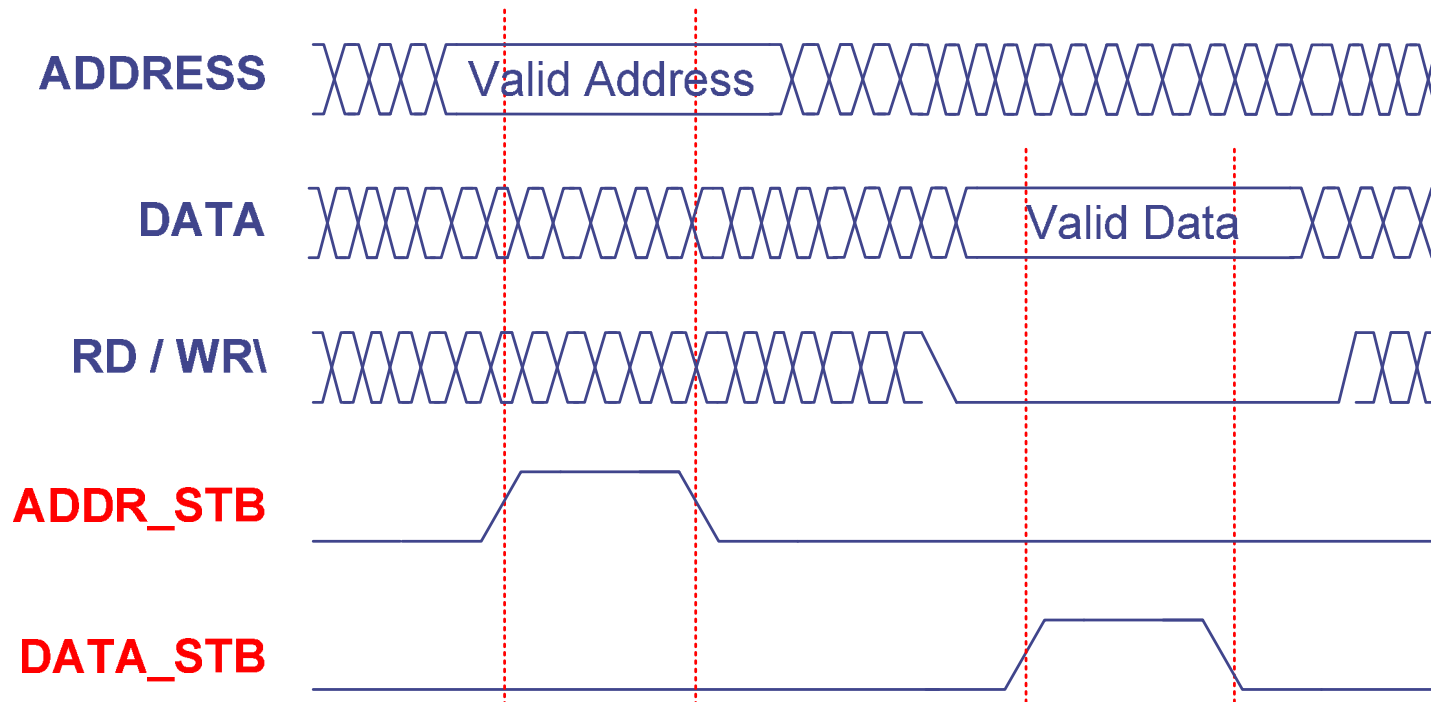 ADDRESS
Valid Address
DATA
Valid Data
RD / WR\
ADDR_STB
DATA_STB